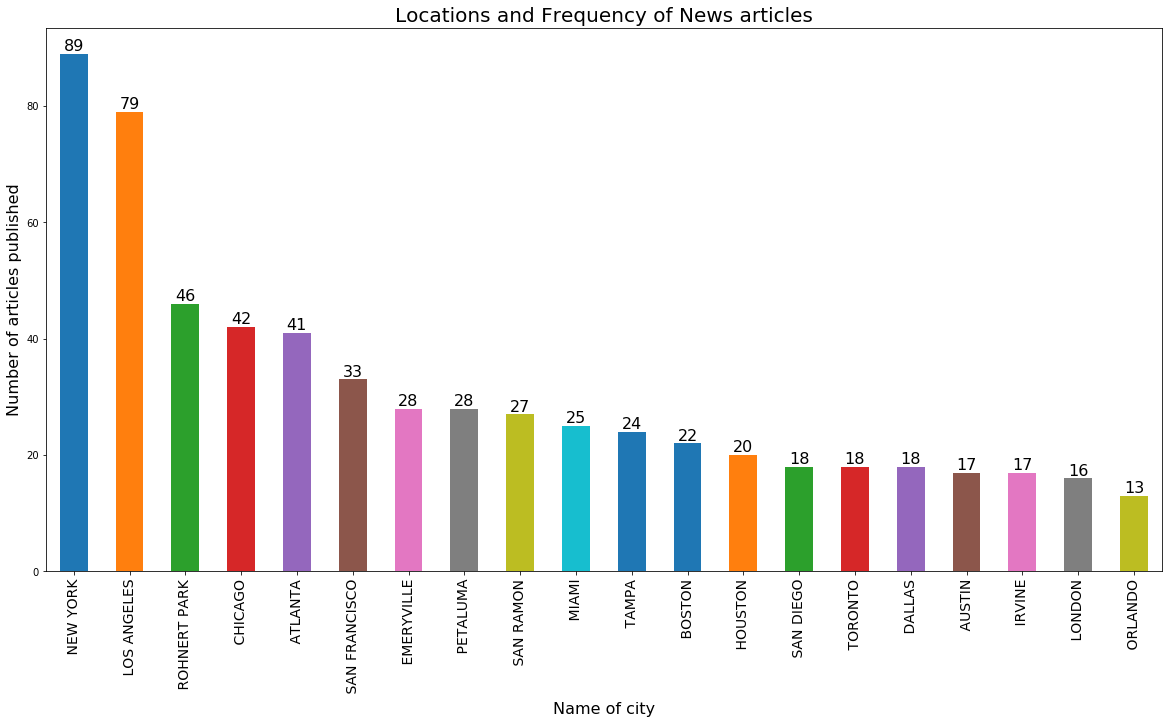 Locations and Frequency of News articles
Number of articles published
80
60
40
20
0
89
79
46
42
41
33
28
28
27
25
24
22
20
18
18
18
17
17
16
13
NEW YORK
LOS ANGELES
ROHNERT PARK
CHICAGO
ATLANTA
SAN FRANCISCO
EMERYVILLE
PETALUMA
SAN RAMON
MIAMI
TAMPA
BOSTON
HOUSTON
SAN DIEGO
TORONTO
DALLAS
AUSTIN
IRVINE
LONDON
ORLANDO
Name of city